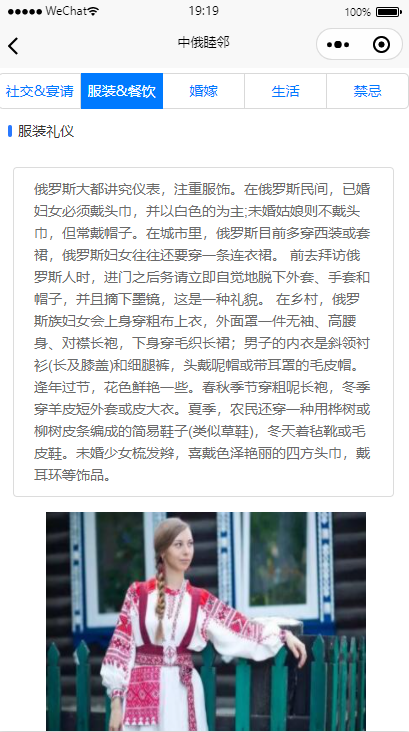 WeChat 19:19 100%
中俄睦邻
社交&宴请 服装&餐饮 婚嫁 生活 禁忌
服装礼仪
俄罗斯大都讲究仪表，注重服饰。在俄罗斯民间，已婚
妇女必须戴头巾，并以白色的为主;未婚姑娘则不戴头
巾，但常戴帽子。在城市里，俄罗斯目前多穿西装或套
裙，俄罗斯妇女往往还要穿一条连衣裙。 前去拜访俄
罗斯人时，进门之后务请立即自觉地脱下外套、手套和
帽子，并且摘下墨镜，这是一种礼貌。 在乡村，俄罗
斯族妇女会上身穿粗布上衣，外面罩一件无袖、高腰
身、对襟长袍，下身穿毛织长裙；男子的内衣是斜领衬
衫(长及膝盖)和细腿裤，头戴呢帽或带耳罩的毛皮帽。
逢年过节，花色鲜艳一些。春秋季节穿粗呢长袍，冬季
穿羊皮短外套或皮大衣。夏季，农民还穿一种用桦树或
柳树皮条编成的简易鞋子(类似草鞋)，冬天着毡靴或毛
皮鞋。未婚少女梳发辫，喜戴色泽艳丽的四方头巾，戴
耳环等饰品。